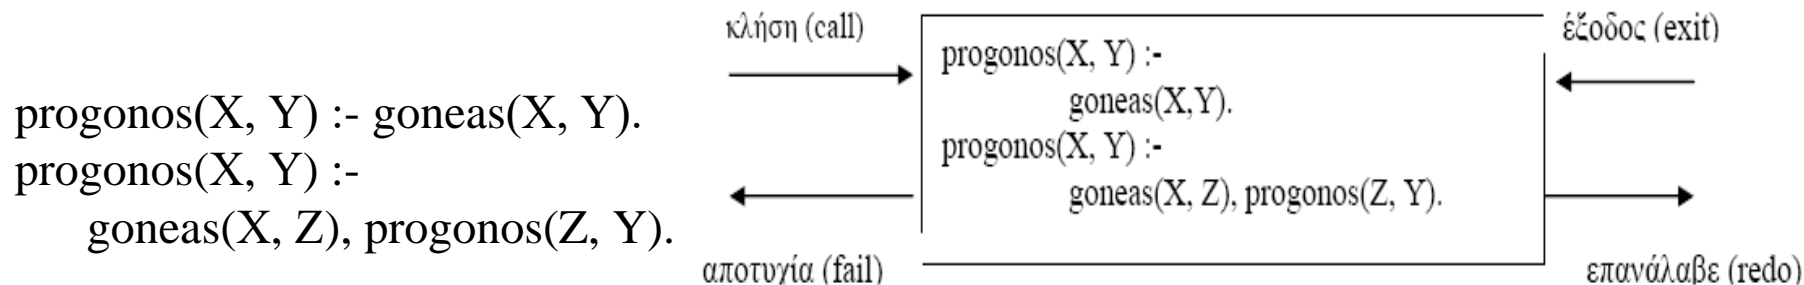 progonos(X, Y) :- goneas(X, Y).
progonos(X, Y) :-
goneas(X, Z), progonos(Z, Y).
κλήση (call)
αποτυχία (fail)
progonos(X, Y) :-
goneas(X,Y).
progonos(X, Y) :-
goneas(X, Z), progonos(Z, Y).
έξοδος (exit)
επανάλαβε (redo)